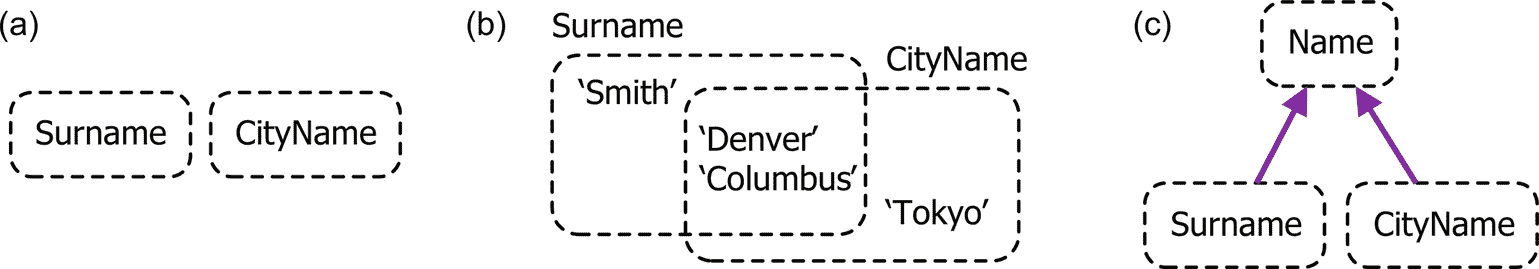 (a)
Surname
CityName
(b)
Surname
CityName
‘Smith’
‘Denver’
‘Columbus’
‘Tokyo’
(c)
Name
Surname
CityName